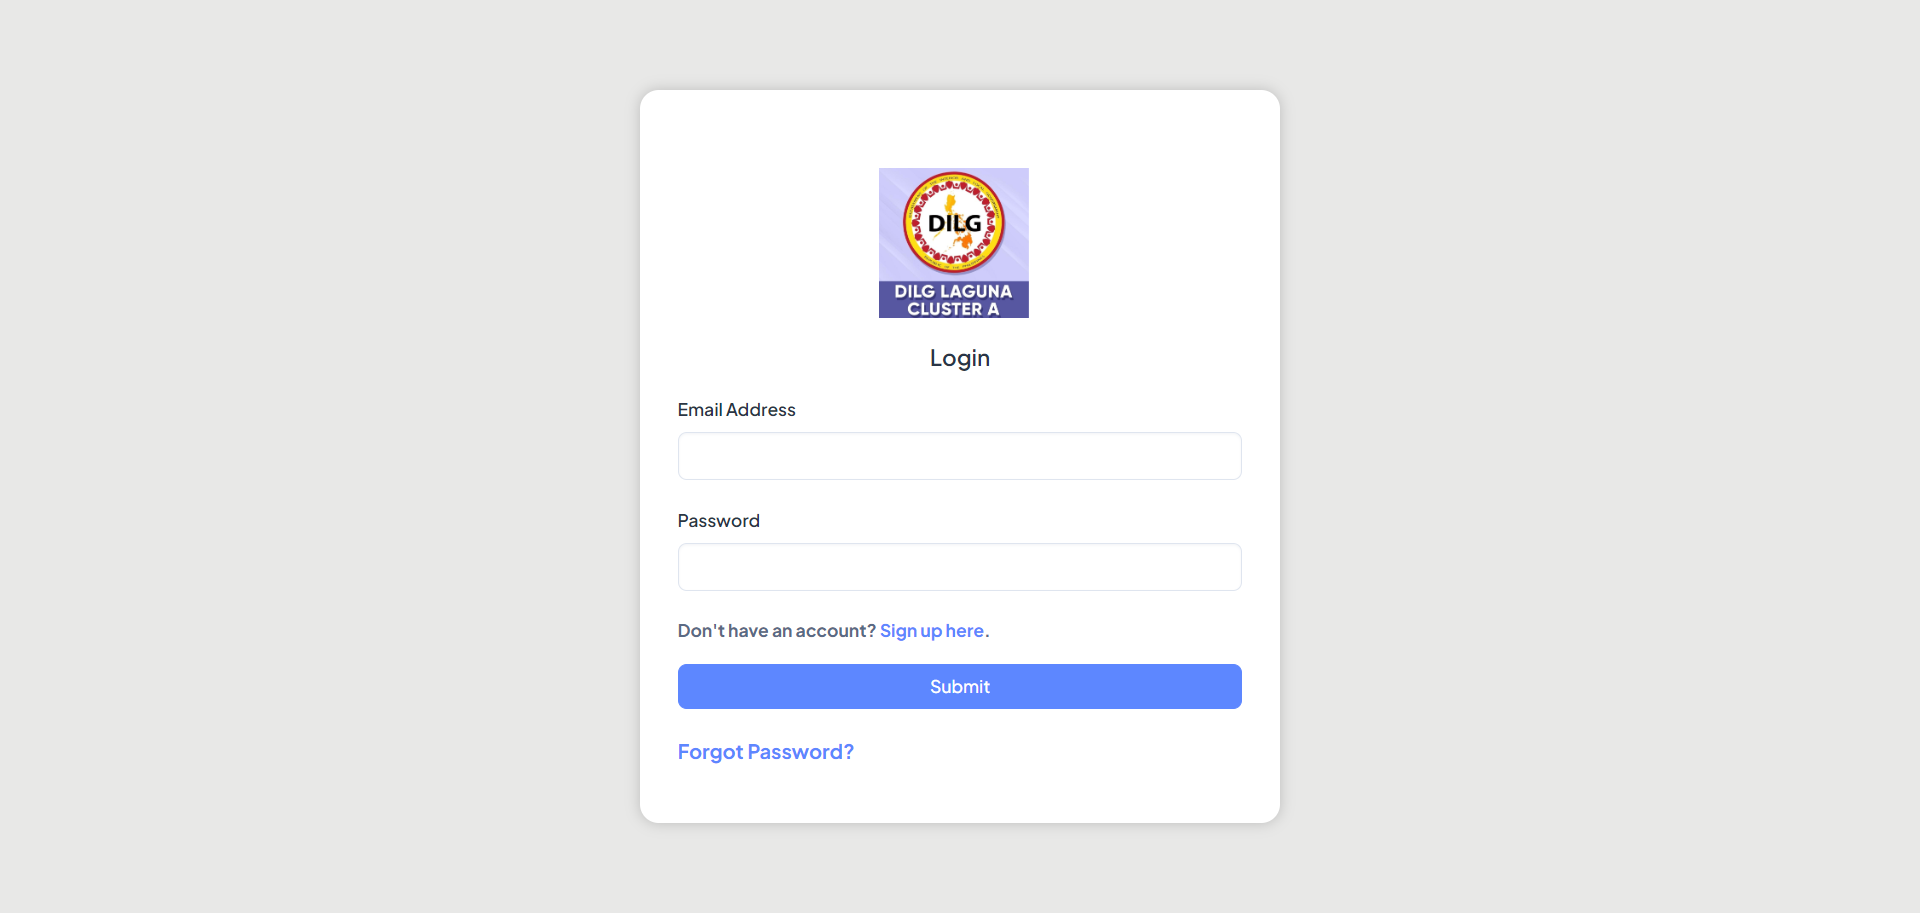 DILG
DILG LAGUNA
CLUSTER A
Login
Email Address
Password
Don't have an account? Sign up here.
Submit
Forgot Password?